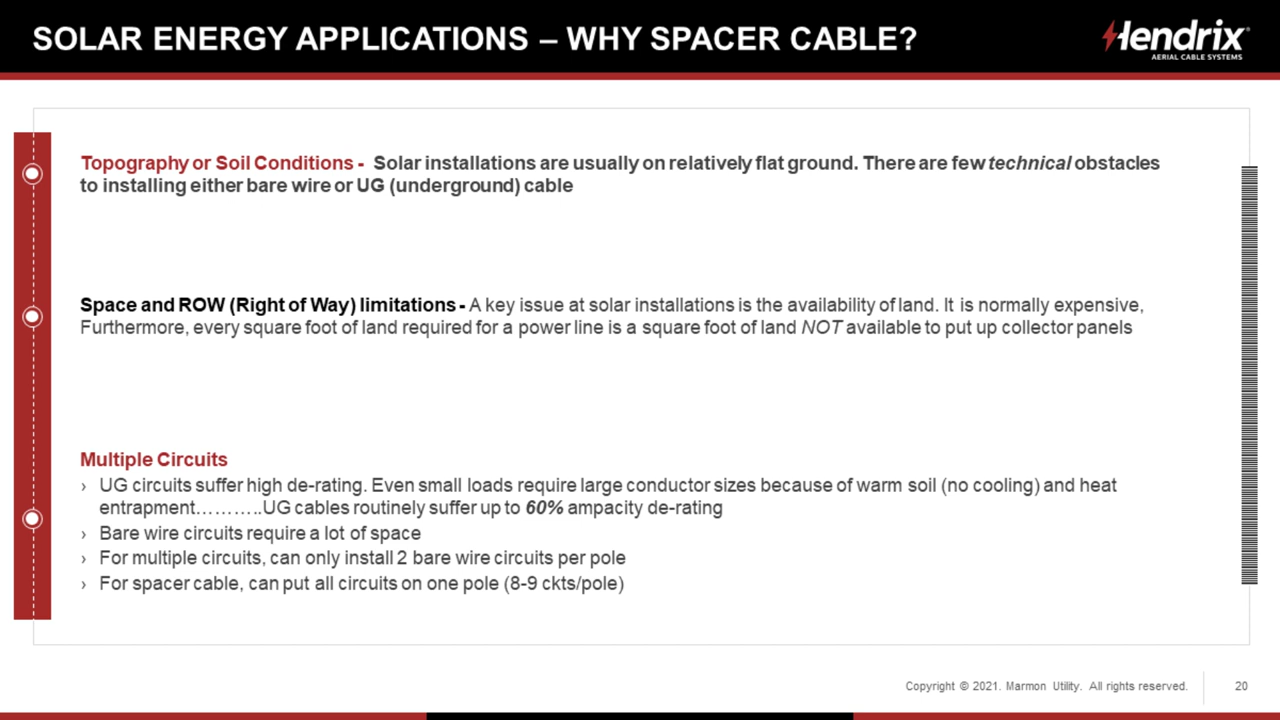 SOLAR ENERGY APPLICATIONS – WHY SPACER CABLE?
Hendrix®
AERIAL CABLE SYSTEMS
Topography or Soil Conditions - Solar installations are usually on relatively flat ground. There are few technical obstacles
to installing either bare wire or UG (underground) cable
Space and ROW (Right of Way) limitations - A key issue at solar installations is the availability of land. It is normally expensive,
Furthermore, every square foot of land required for a power line is a square foot of land NOT available to put up collector panels
Multiple Circuits
› UG circuits suffer high de-rating. Even small loads require large conductor sizes because of warm soil (no cooling) and heat
entrapment………..UG cables routinely suffer up to 60% ampacity de-rating
› Bare wire circuits require a lot of space
› For multiple circuits, can only install 2 bare wire circuits per pole
› For spacer cable, can put all circuits on one pole (8-9 ckts/pole)
Copyright © 2021. Marmon Utility. All rights reserved.
20